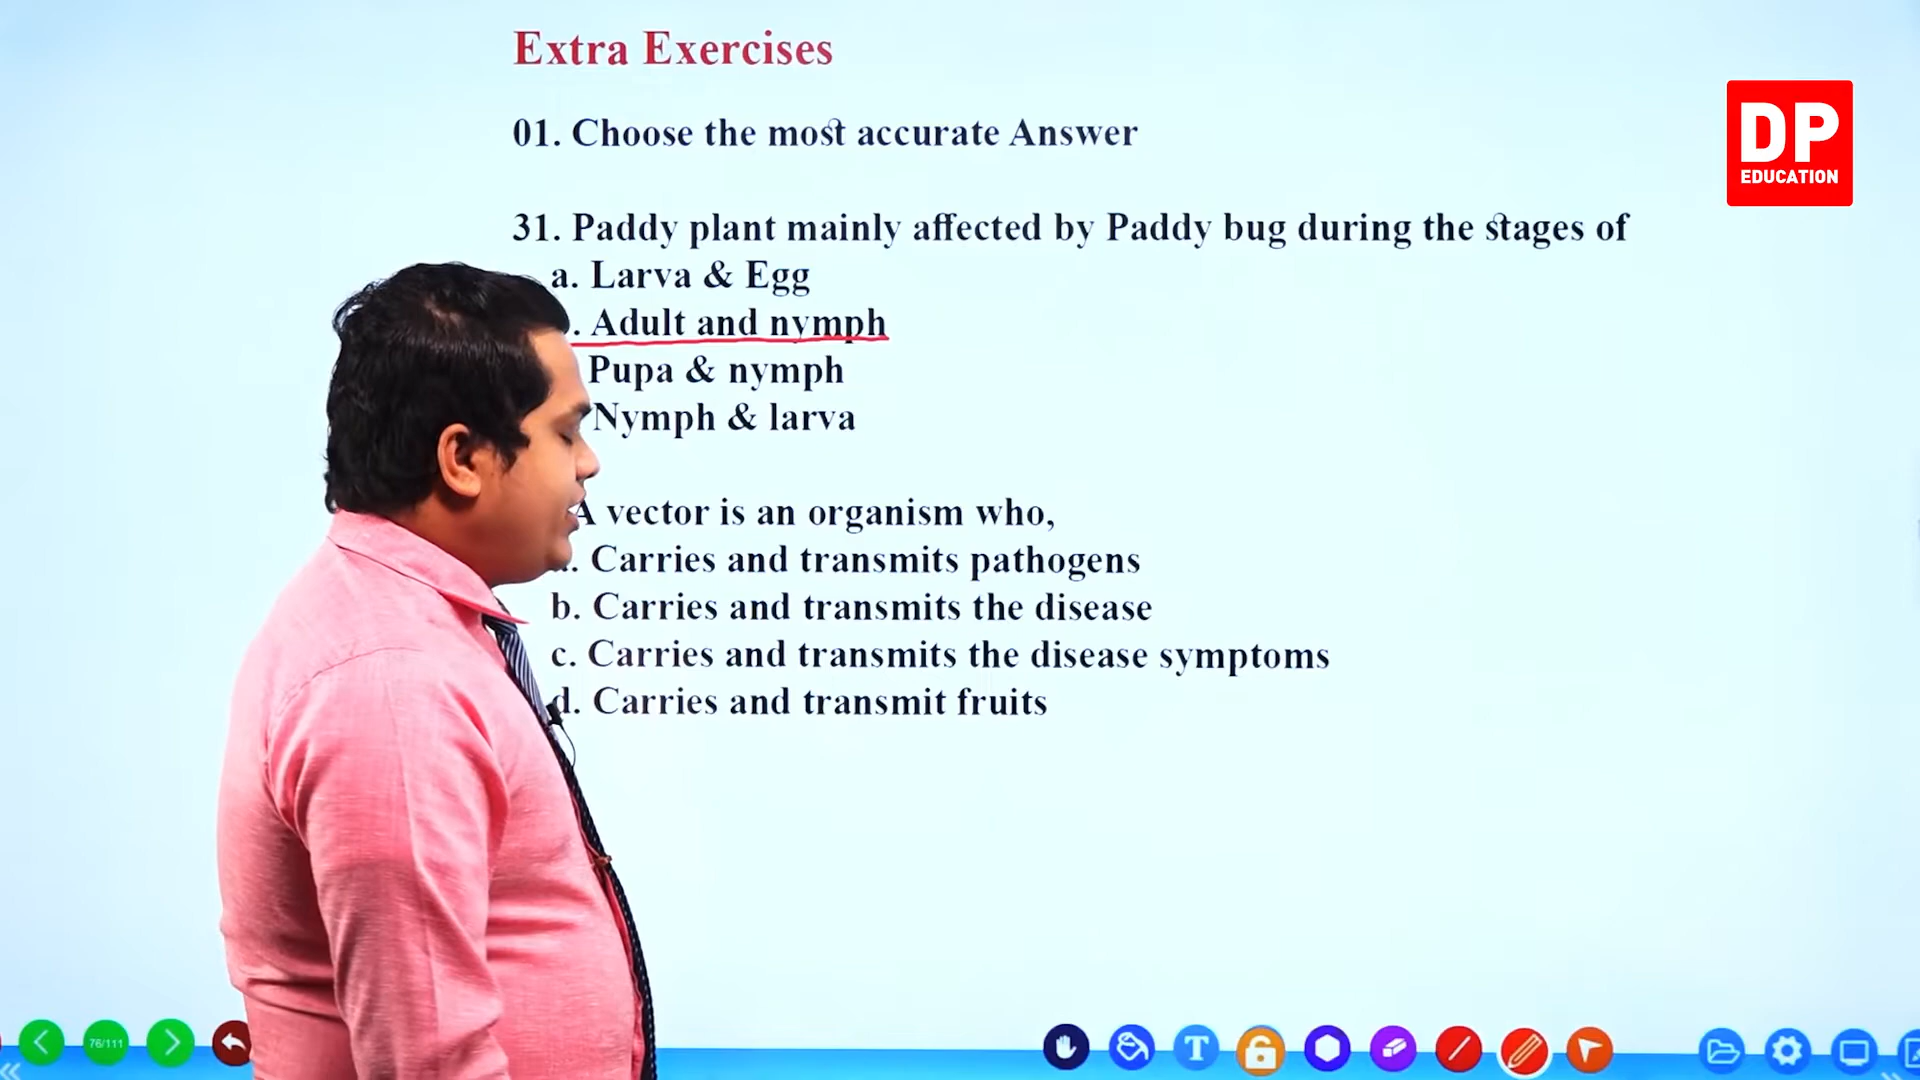 Extra Exercises
DP
EDUCATION
01. Choose the most accurate Answer
31. Paddy plant mainly affected by Paddy bug during the stages of
a. Larva & Egg
. Adult and nymph
Pupa & nymph
Nymph & larva
A vector is an organism who,
. Carries and transmits pathogens
b. Carries and transmits the disease
c. Carries and transmits the disease symptoms
d. Carries and transmit fruits
76/111
T